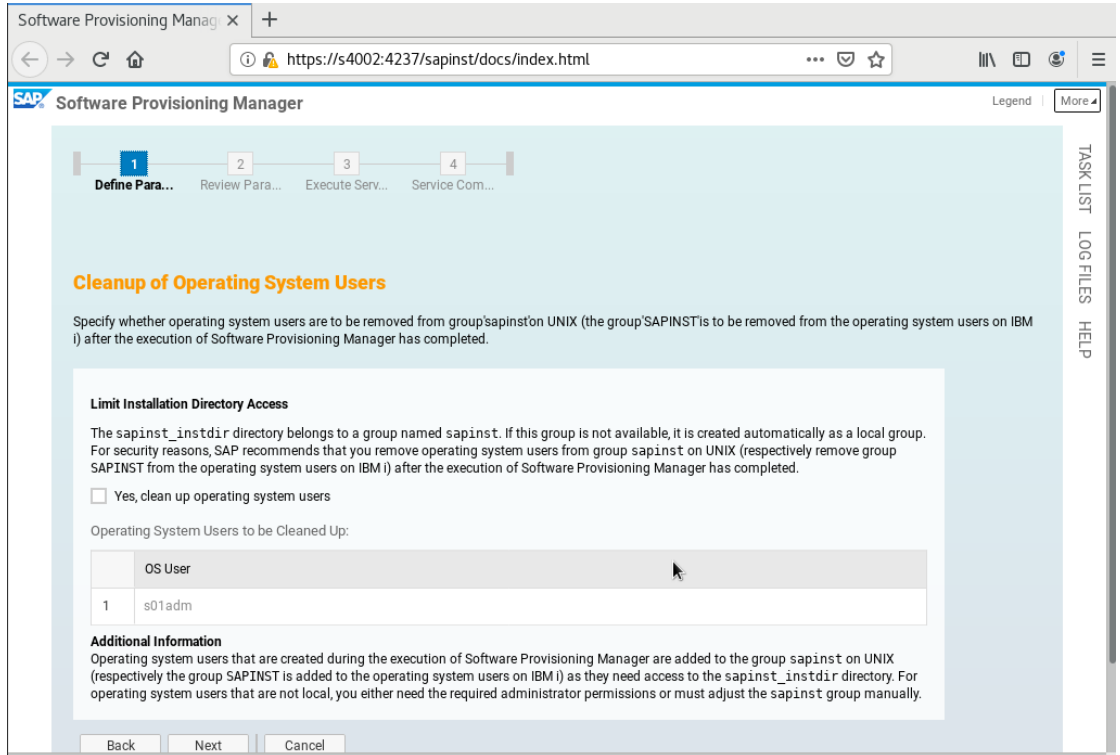 Software Provisioning Manag
https://s4002:4237/sapinst/docs/index.html
SAP Software Provisioning Manager
Legend
More
1
2
3
4
Define Para...
Review Para...
Execute Serv...
Service Com...
TASK LIST
LOG FILES
HELP
Cleanup of Operating System Users
Specify whether operating system users are to be removed from group'sapinst'on UNIX (the group'SAPINST'is to be removed from the operating system users on IBM
i) after the execution of Software Provisioning Manager has completed.
Limit Installation Directory Access
The sapinst_instdir directory belongs to a group named sapinst. If this group is not available, it is created automatically as a local group.
For security reasons, SAP recommends that you remove operating system users from group sapinst on UNIX (respectively remove group
SAPINST from the operating system users on IBM i) after the execution of Software Provisioning Manager has completed.
Yes, clean up operating system users
Operating System Users to be Cleaned Up:
OS User
1 s01adm
Additional Information
Operating system users that are created during the execution of Software Provisioning Manager are added to the group sapinst on UNIX
(respectively the group SAPINST is added to the operating system users on IBM i) as they need access to the sapinst_instdir directory. For
operating system users that are not local, you either need the required administrator permissions or must adjust the sapinst group manually.
Back
Next
Cancel